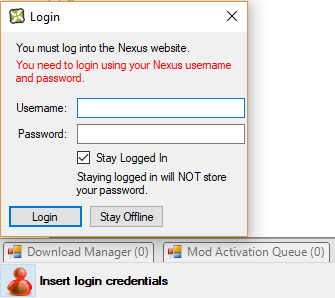 Login
You must log into the Nexus website.
You need to login using your Nexus username
and password.
Username:
Password:
Stay Logged In
Staying logged in will NOT store
your password.
Login Stay Offline
Download Manager (0) Mod Activation Queue (0)
Insert login credentials